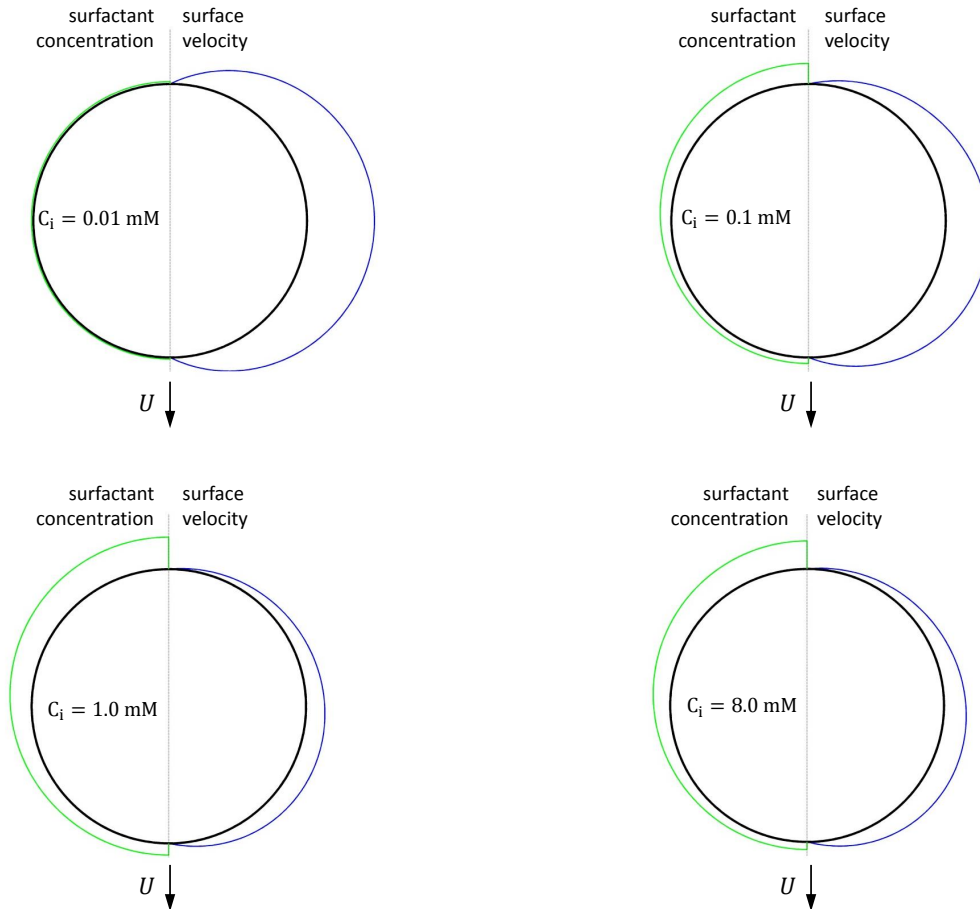 surfactant concentration
surface velocity
C_i = 0.01 mM
U
surfactant concentration
surface velocity
C_i = 0.1 mM
U
surfactant concentration
surface velocity
C_i = 1.0 mM
U
surfactant concentration
surface velocity
C_i = 8.0 mM
U